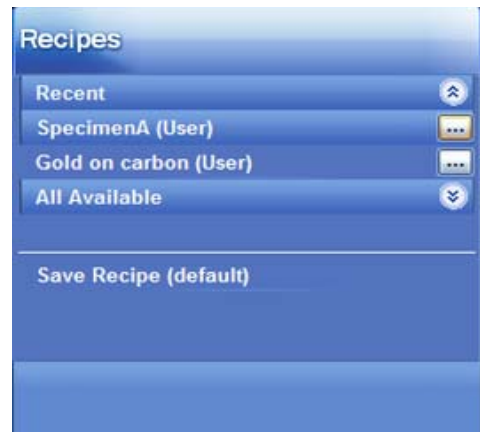 Recipes
Recent
SpecimenA (User)
...
Gold on carbon (User)
...
All Available
Save Recipe (default)